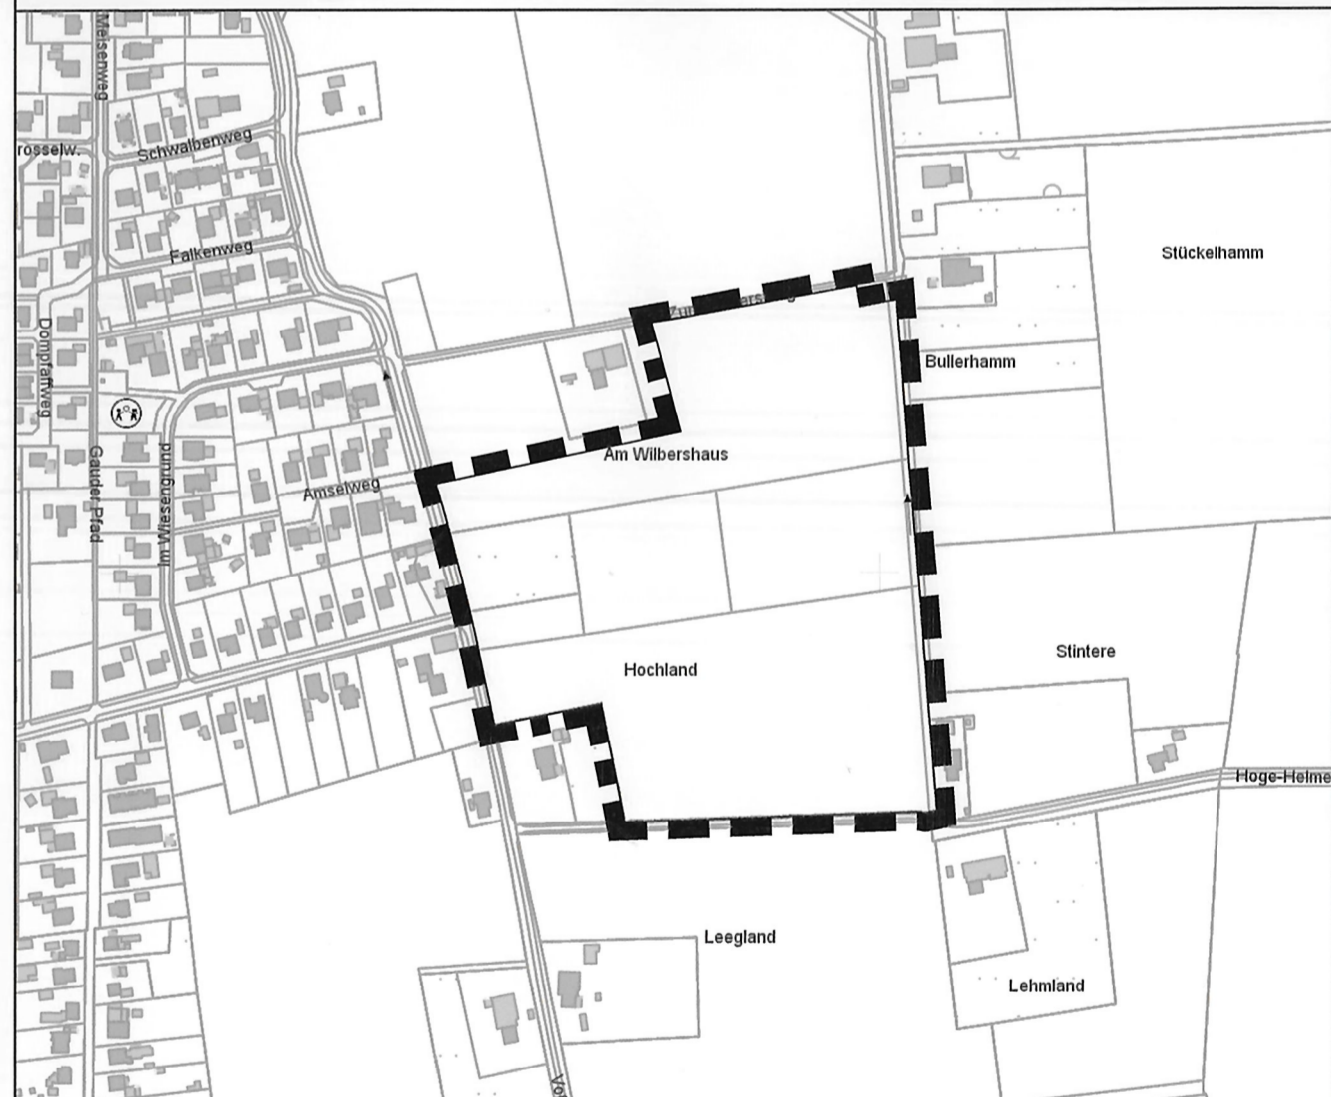 Meisenweg
Schwalbenweg
rosselw.
Falkenweg
Stückelhamm
Dompfaffweg
Bullerhamm
Gauder Pfad
Im Wiesengrund
Am Wilbershaus
Amselweg
Stintere
Hochland
Hoge-Helme
Leegland
Lehmland